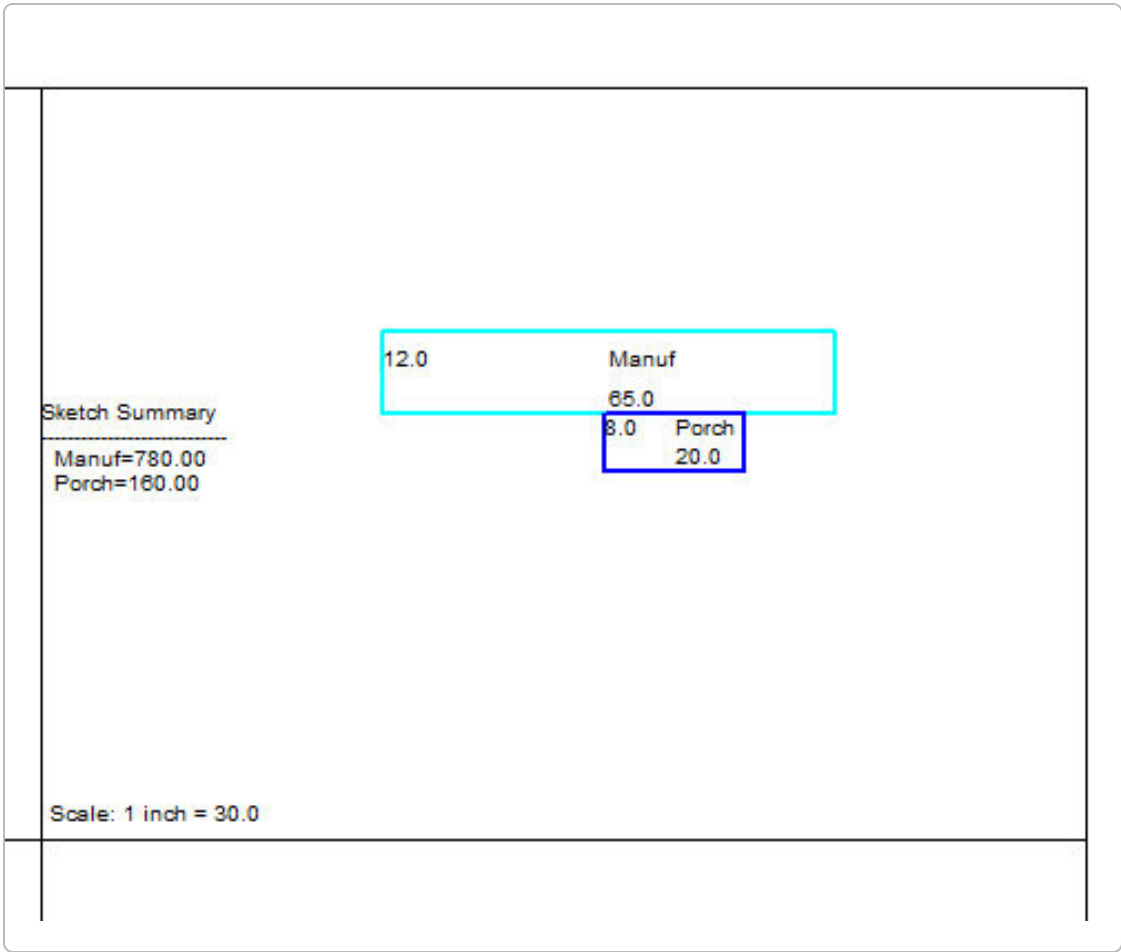 12.0 Manuf
65.0
Sketch Summary
8.0 Porch
20.0
----------------------------
Manuf=780.00
Porch=160.00
Scale: 1 inch = 30.0